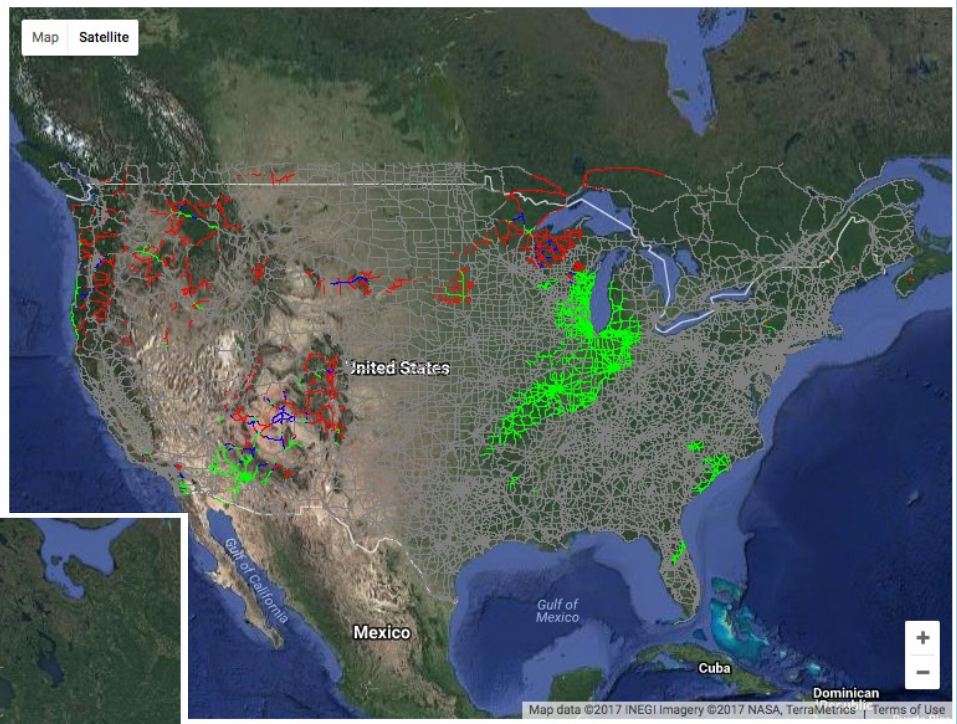 Map Satellite
United States
Gulf of California
Gulf of
Mexico
Mexico
Cuba
+
−
Dominican
Republic
Map data ©2017 INEGI Imagery ©2017 NASA, TerraMetrics Terms of Use